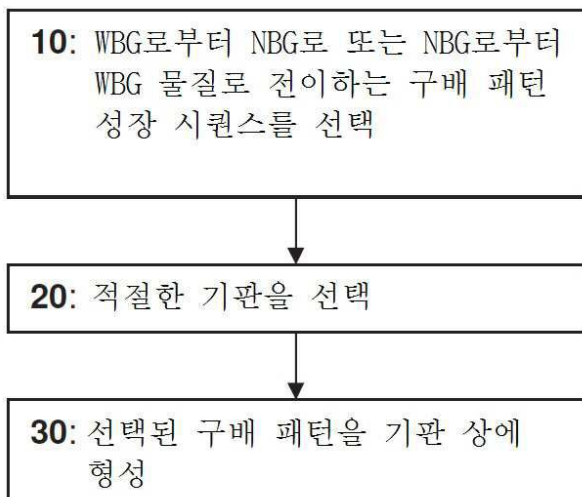 10: WBG로부터 NBG로 또는 NBG로부터
WBG 물질로 전이하는 구배 패턴
성장 시퀀스를 선택
20: 적절한 기판을 선택
30: 선택된 구배 패턴을 기판 상에
형성